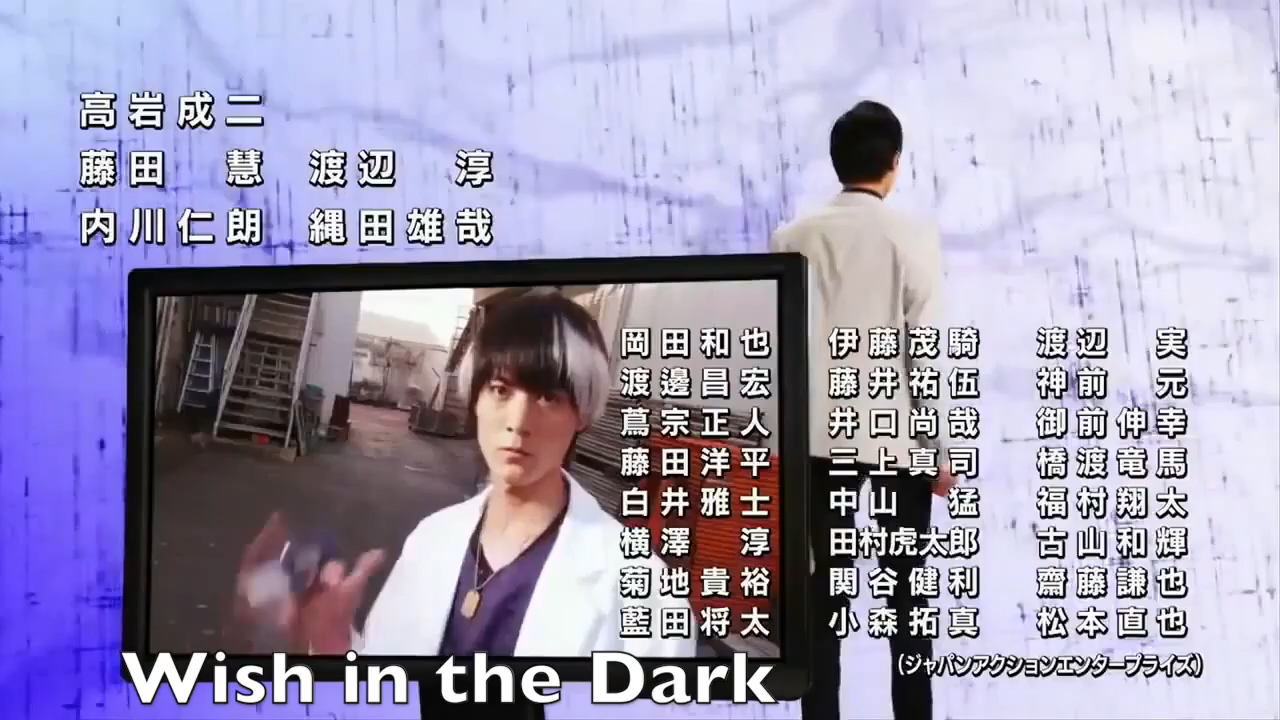 高岩成二
藤田 慧 渡辺 淳
内川仁朗 縄田雄哉
岡田和也 伊藤茂騎 渡辺 実
渡邊昌宏 藤井祐伍 神前 元
蔦宗正人 井口尚哉 御前伸幸
藤田洋平 三上真司 橋渡竜馬
白井雅士 中山 猛 福村翔太
横澤 淳 田村虎太郎 古山和輝
菊地貴裕 関谷健利 齋藤謙也
藍田将太 小森拓真 松本直也
(ジャパンアクションエンタープライズ)
Wish in the Dark